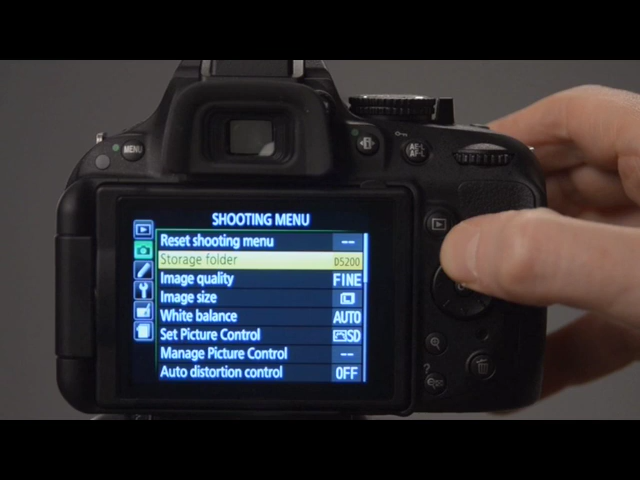 MENU
AE-L
AF-L
SHOOTING MENU
Reset shooting menu --
Storage folder D5200
Image quality FINE
Image size L
White balance AUTO
Set Picture Control SD
Manage Picture Control --
Auto distortion control OFF
?